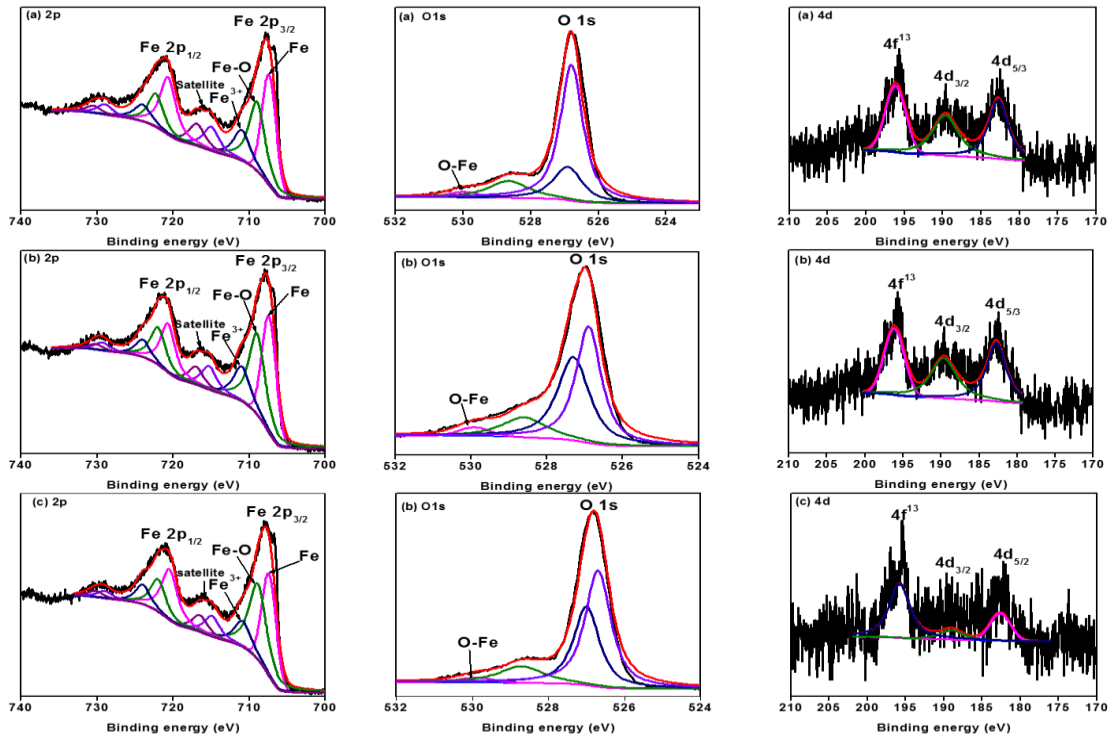 (a) 2p
Fe 2p1/2
Fe 2p3/2
Fe
Fe-O
Satellite
Fe3+
740 730 720 710 700
Binding energy (eV)
(a) O1s
O 1s
O-Fe
532 530 528 526 524
Binding energy (eV)
(a) 4d
4f13
4d3/2
4d5/3
210 205 200 195 190 185 180 175 170
Binding energy (eV)
(b) 2p
Fe 2p1/2
Fe 2p3/2
Fe-O
Fe
Satellite
Fe3+
740 730 720 710 700
Binding energy (eV)
(b) O1s
O 1s
O-Fe
532 530 528 526 524
Binding energy (eV)
(b) 4d
4f13
4d3/2
4d5/3
210 205 200 195 190 185 180 175 170
Binding energy (eV)
(c) 2p
Fe 2p1/2
Fe 2p3/2
Fe-O
Fe
satellite
Fe3+
740 730 720 710 700
Binding energy (eV)
(b) O1s
O 1s
O-Fe
532 530 528 526 524
Binding energy (eV)
(c) 4d
4f13
4d3/2
4d5/2
210 205 200 195 190 185 180 175 170
Binding energy (eV)